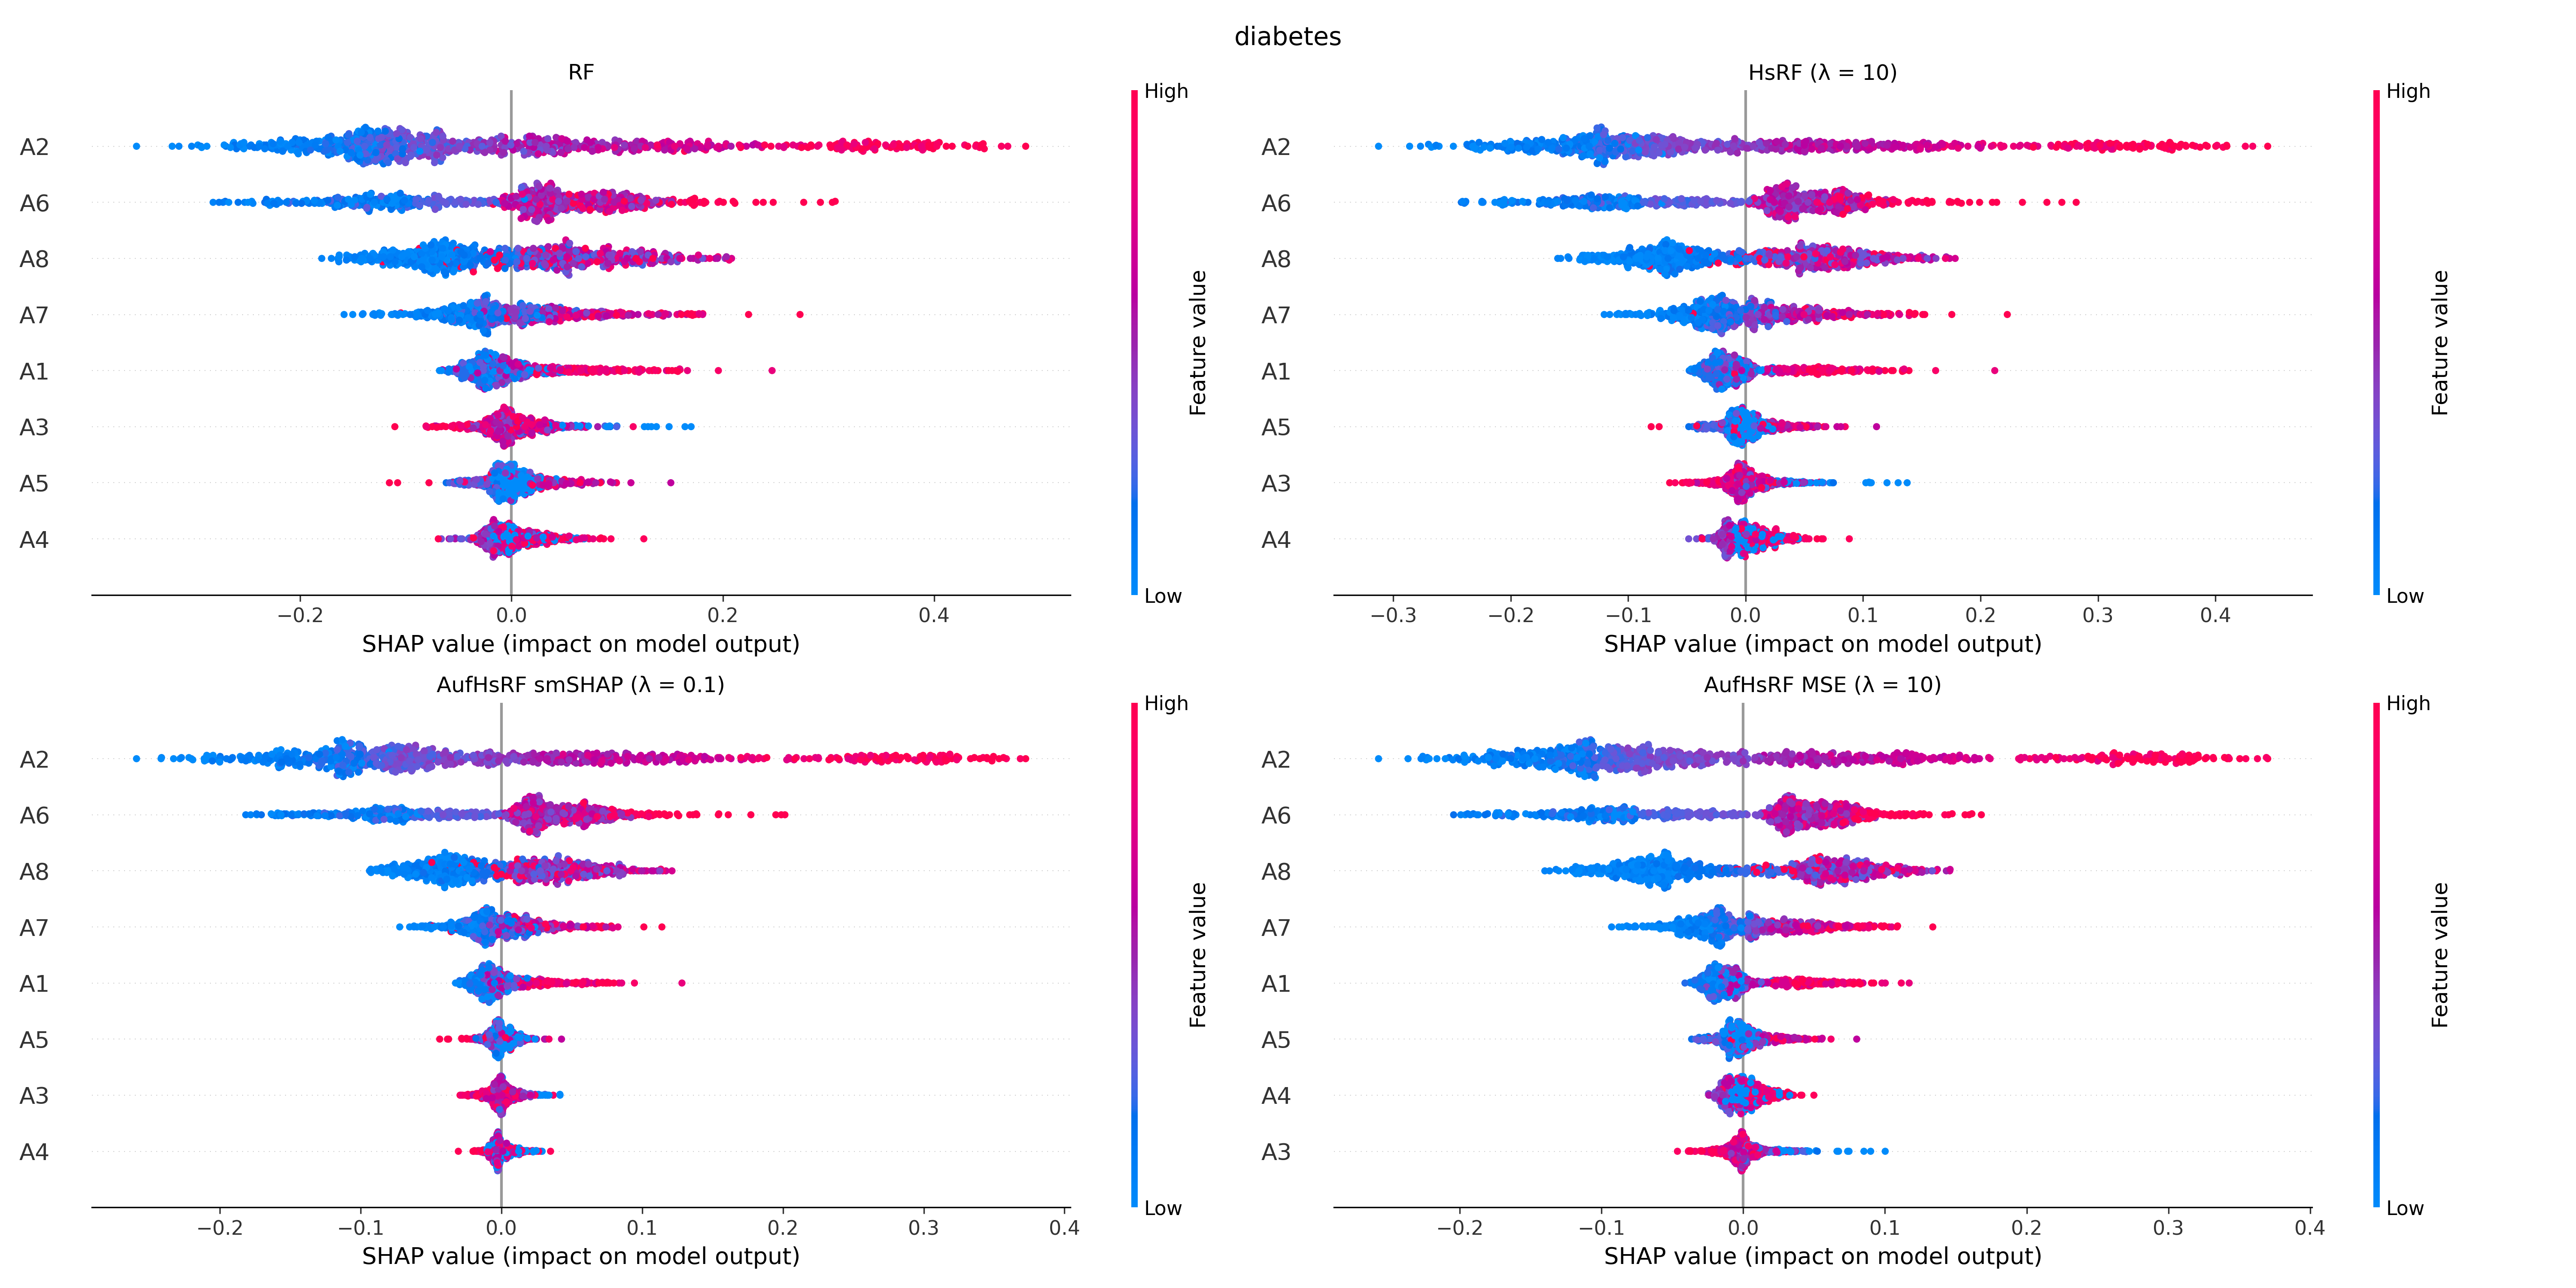 diabetes
RF
A2
A6
A8
A7
A1
A3
A5
A4
−0.2 0.0 0.2 0.4
SHAP value (impact on model output)
High
Feature value
Low
HsRF (λ = 10)
A2
A6
A8
A7
A1
A5
A3
A4
−0.3 −0.2 −0.1 0.0 0.1 0.2 0.3 0.4
SHAP value (impact on model output)
High
Feature value
Low
AufHsRF smSHAP (λ = 0.1)
A2
A6
A8
A7
A1
A5
A3
A4
−0.2 −0.1 0.0 0.1 0.2 0.3 0.4
SHAP value (impact on model output)
High
Feature value
Low
AufHsRF MSE (λ = 10)
A2
A6
A8
A7
A1
A5
A4
A3
−0.2 −0.1 0.0 0.1 0.2 0.3 0.4
SHAP value (impact on model output)
High
Feature value
Low